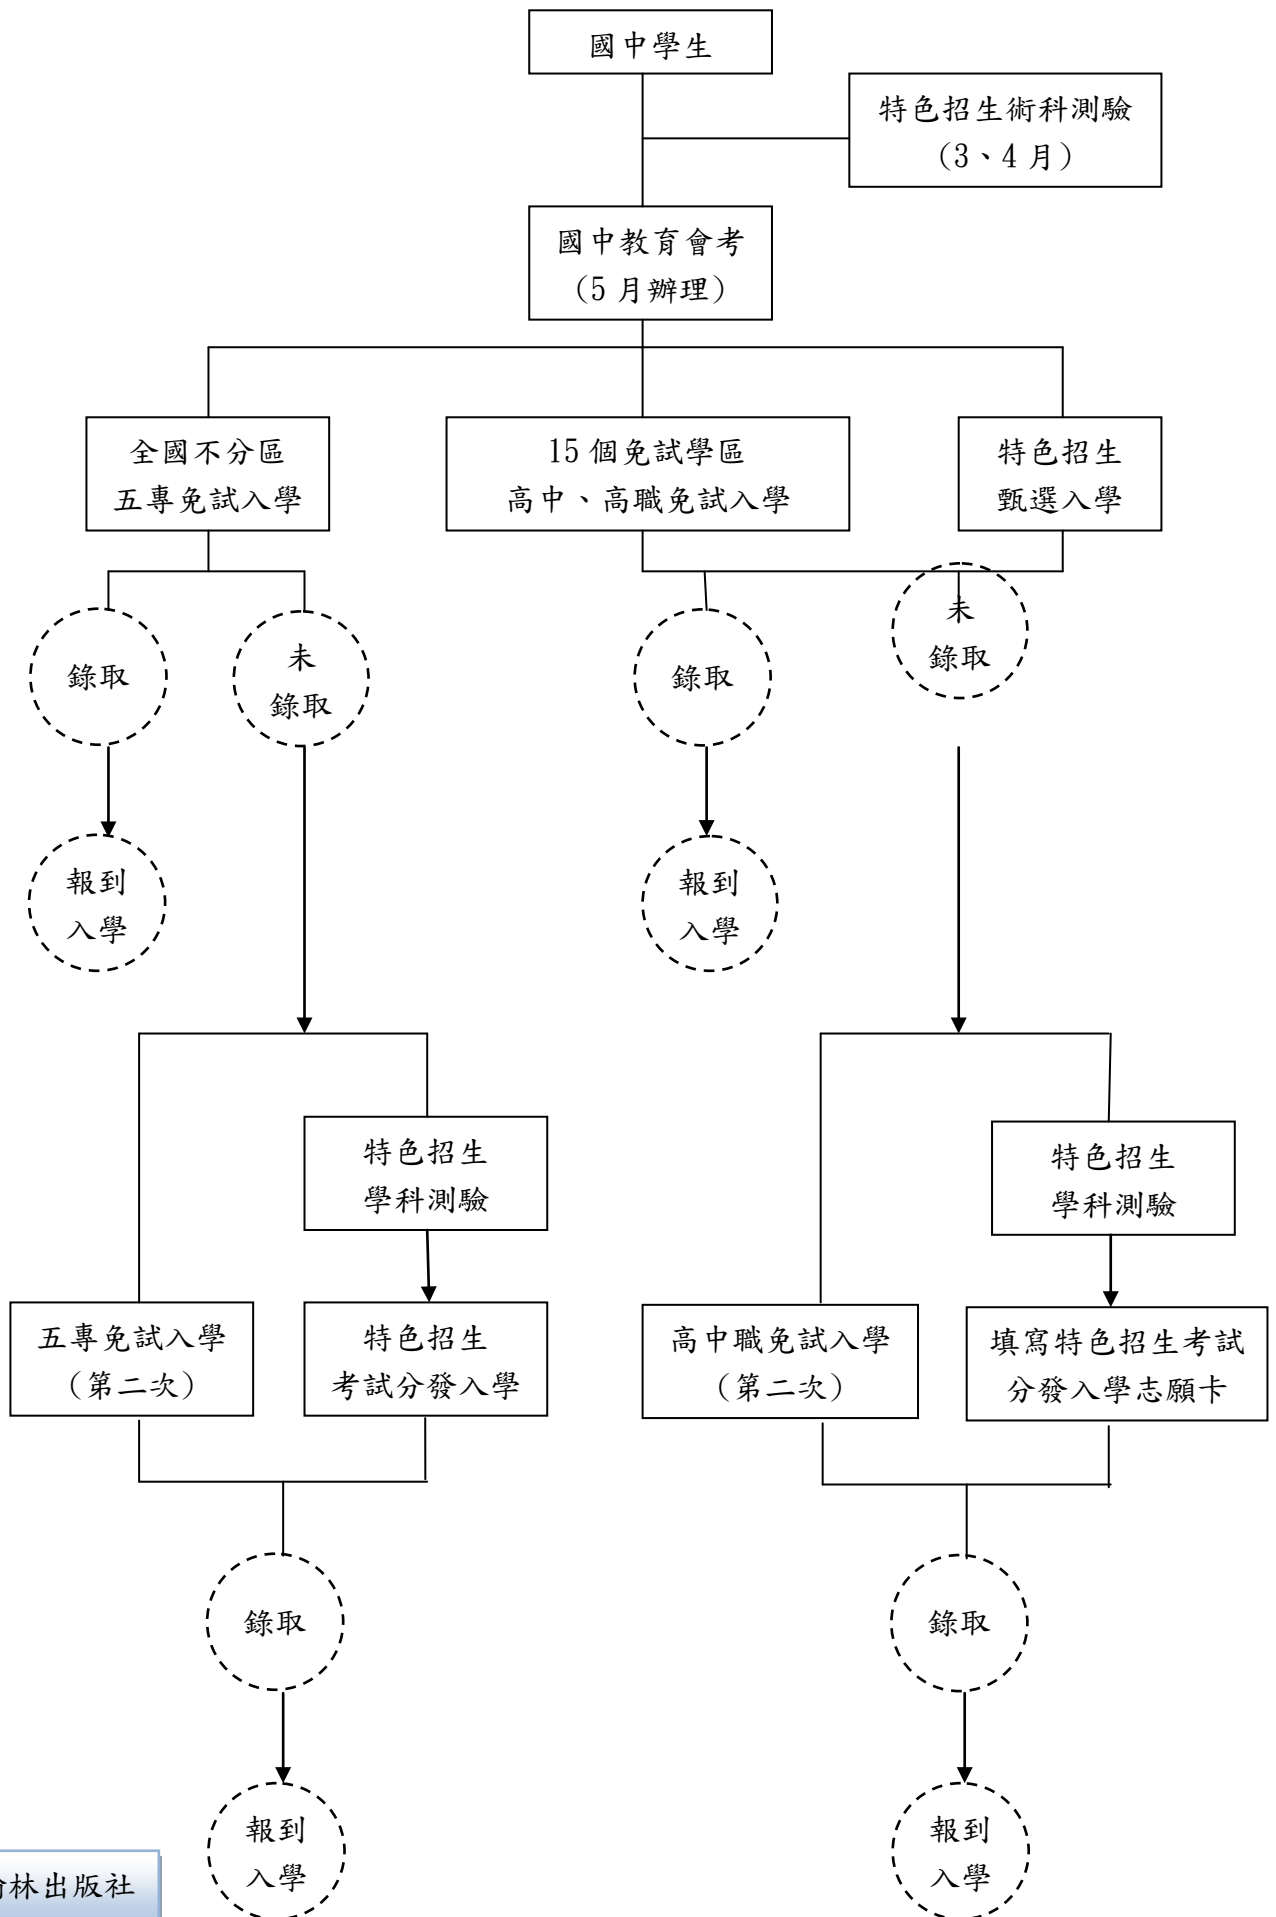 國中學生
特色招生術科測驗
(3、4 月)
國中教育會考
(5 月辦理)
全國不分區
五專免試入學
15 個免試學區
高中、高職免試入學
特色招生
甄選入學
錄取
未
錄取
錄取
未
錄取
報到
入學
報到
入學
特色招生
學科測驗
特色招生
學科測驗
五專免試入學
(第二次)
特色招生
考試分發入學
高中職免試入學
(第二次)
填寫特色招生考試
分發入學志願卡
錄取
錄取
報到
入學
報到
入學
林出版社